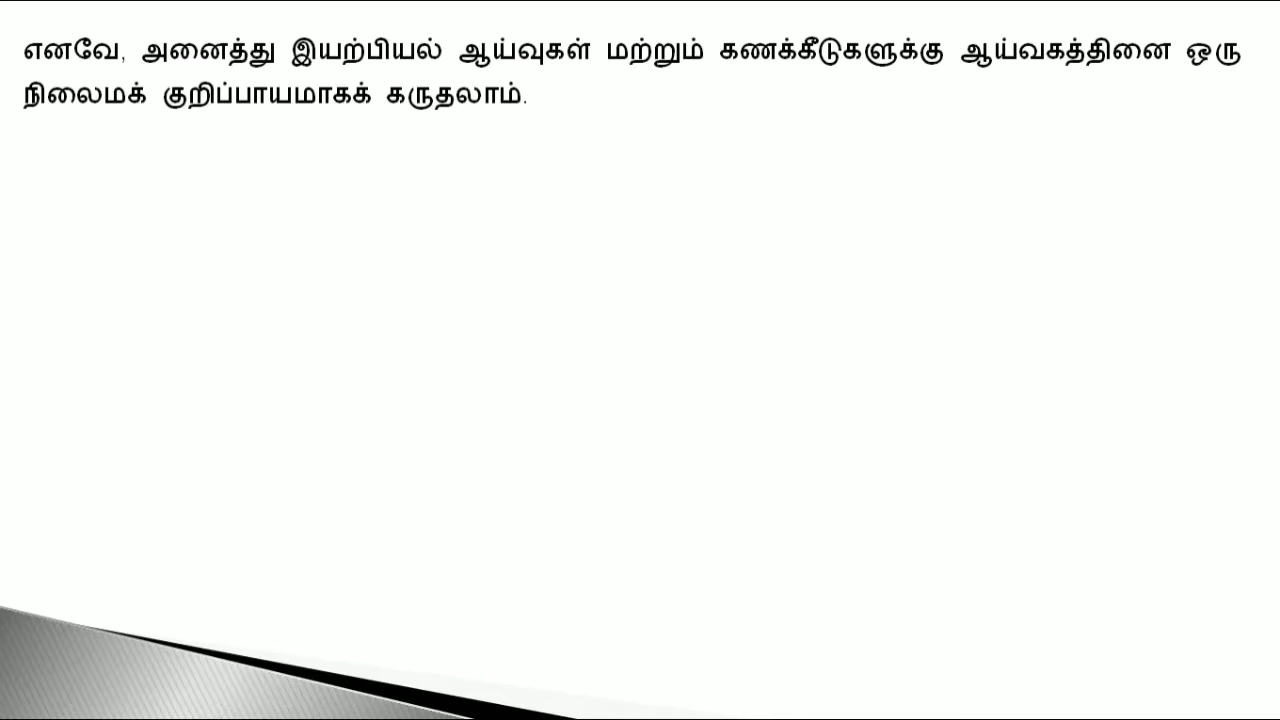 எனவே, அனைத்து இயற்பியல் ஆய்வுகள் மற்றும் கணக்கீடுகளுக்கு ஆய்வகத்தினை ஒரு
நிலைமக் குறிப்பாயமாகக் கருதலாம்.